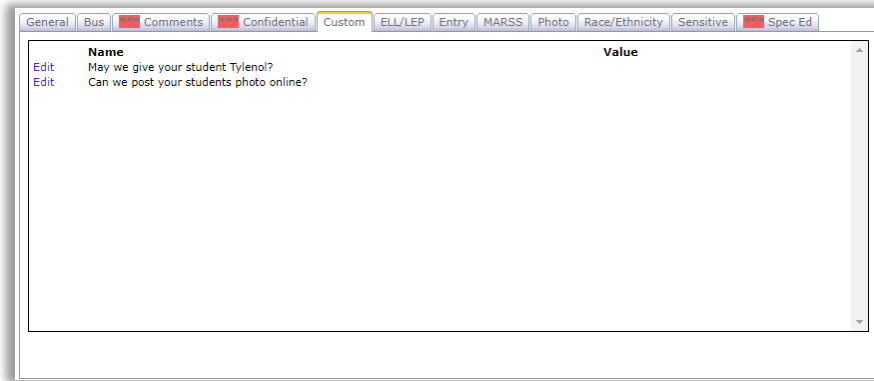 General Bus *** Comments *** Confidential Custom ELL/LEP Entry MARSS Photo Race/Ethnicity Sensitive *** Spec Ed
Name Value
Edit May we give your student Tylenol?
Edit Can we post your students photo online?